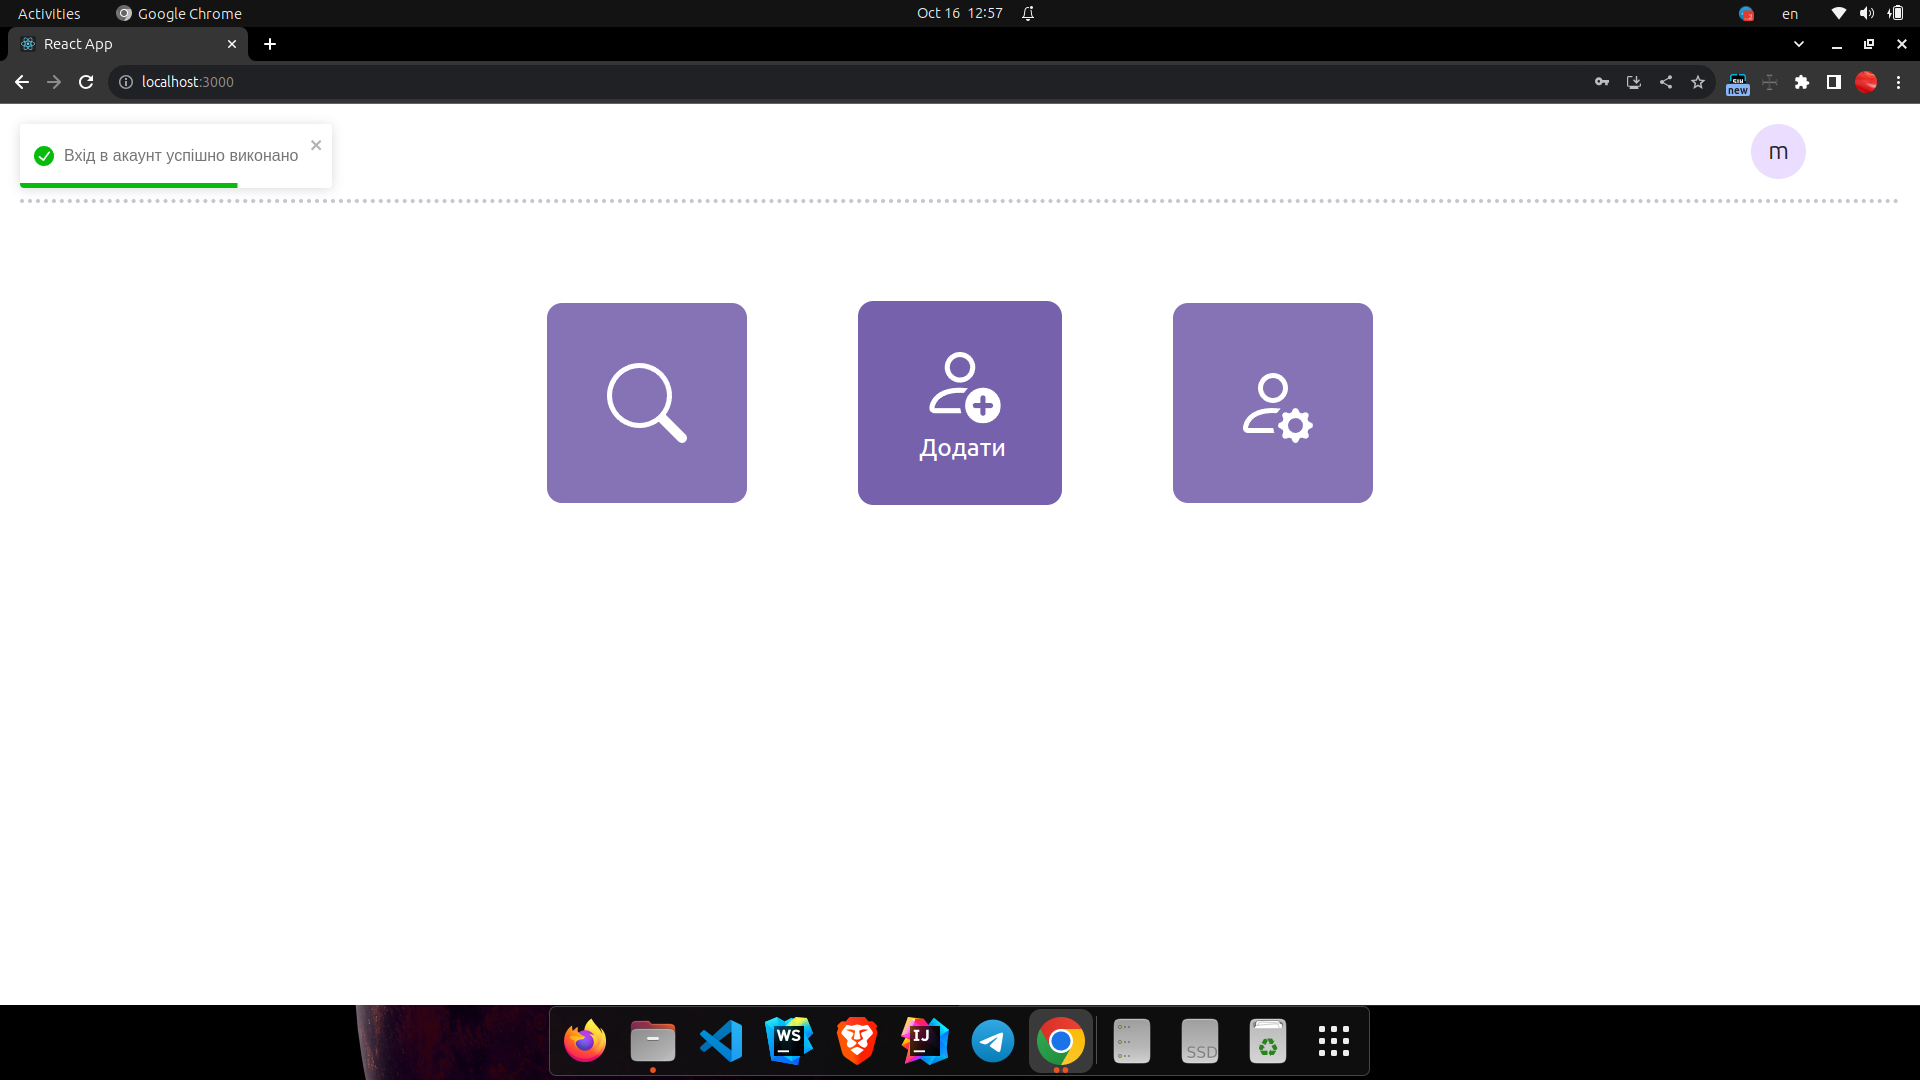 Activities
Google Chrome
Oct 16 12:57
en
React App
localhost:3000
new
Вхід в акаунт успішно виконано
m
Додати
WS
IJ
SSD